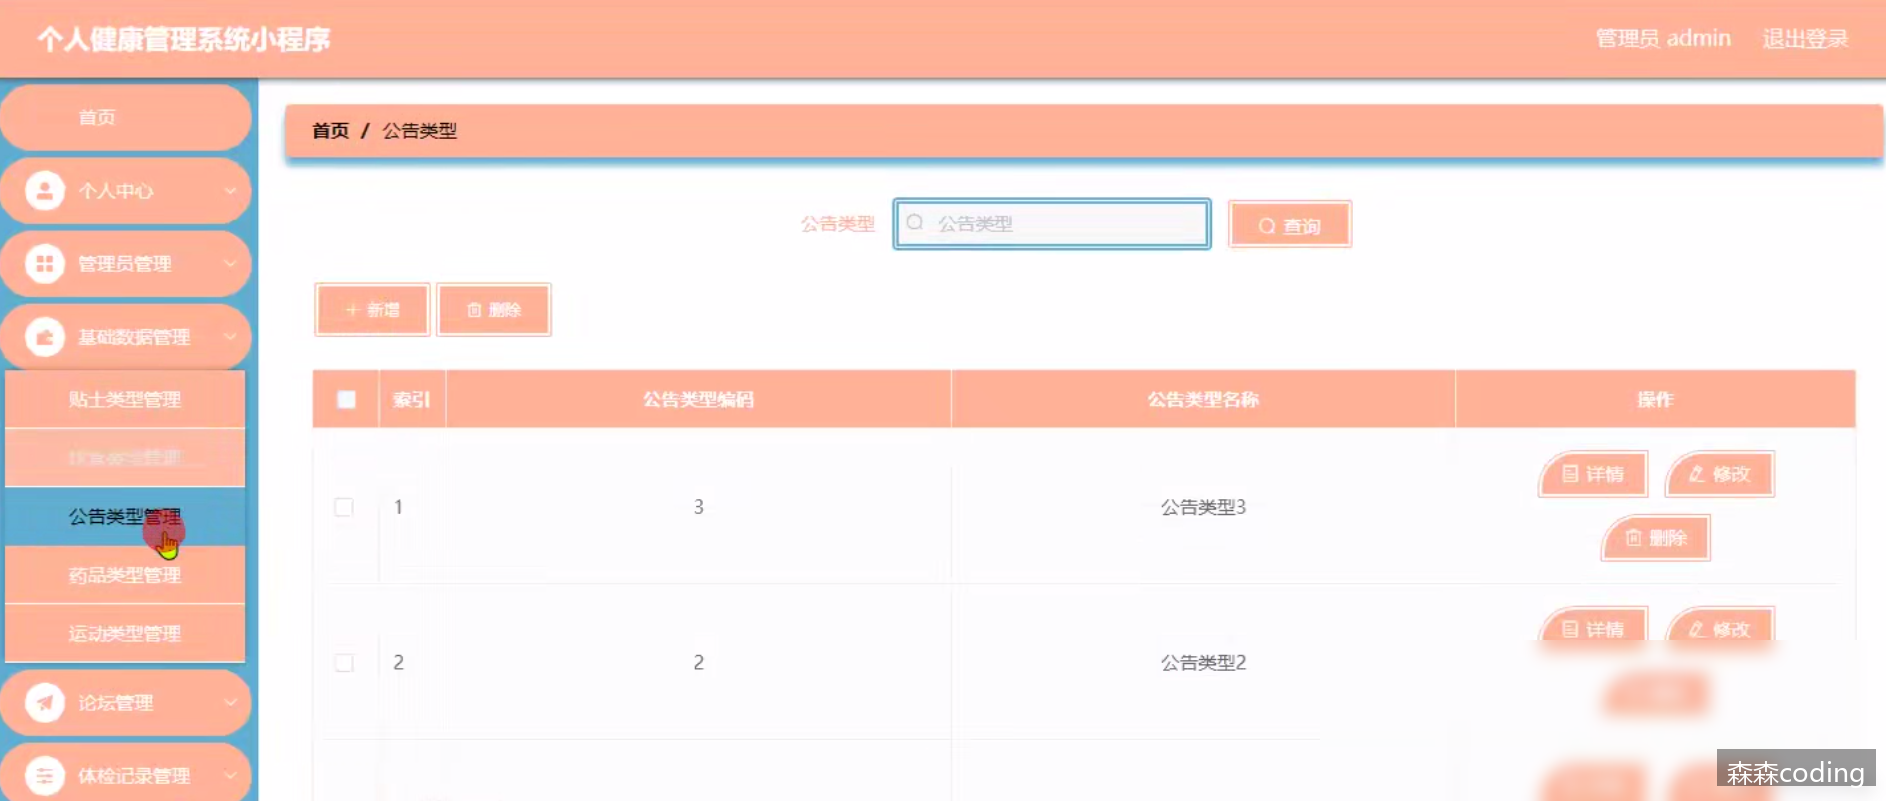 个人健康管理系统小程序
管理员 admin
退出登录
首页
个人中心
管理员管理
基础数据管理
贴士类型管理
公告类型管理
药品类型管理
运动类型管理
论坛管理
体检记录管理
首页 / 公告类型
公告类型
公告类型
查询
新增
删除
索引 公告类型编码 公告类型名称 操作
1 3 公告类型3
详情 修改
删除
2 2 公告类型2
详情 修改
森森coding